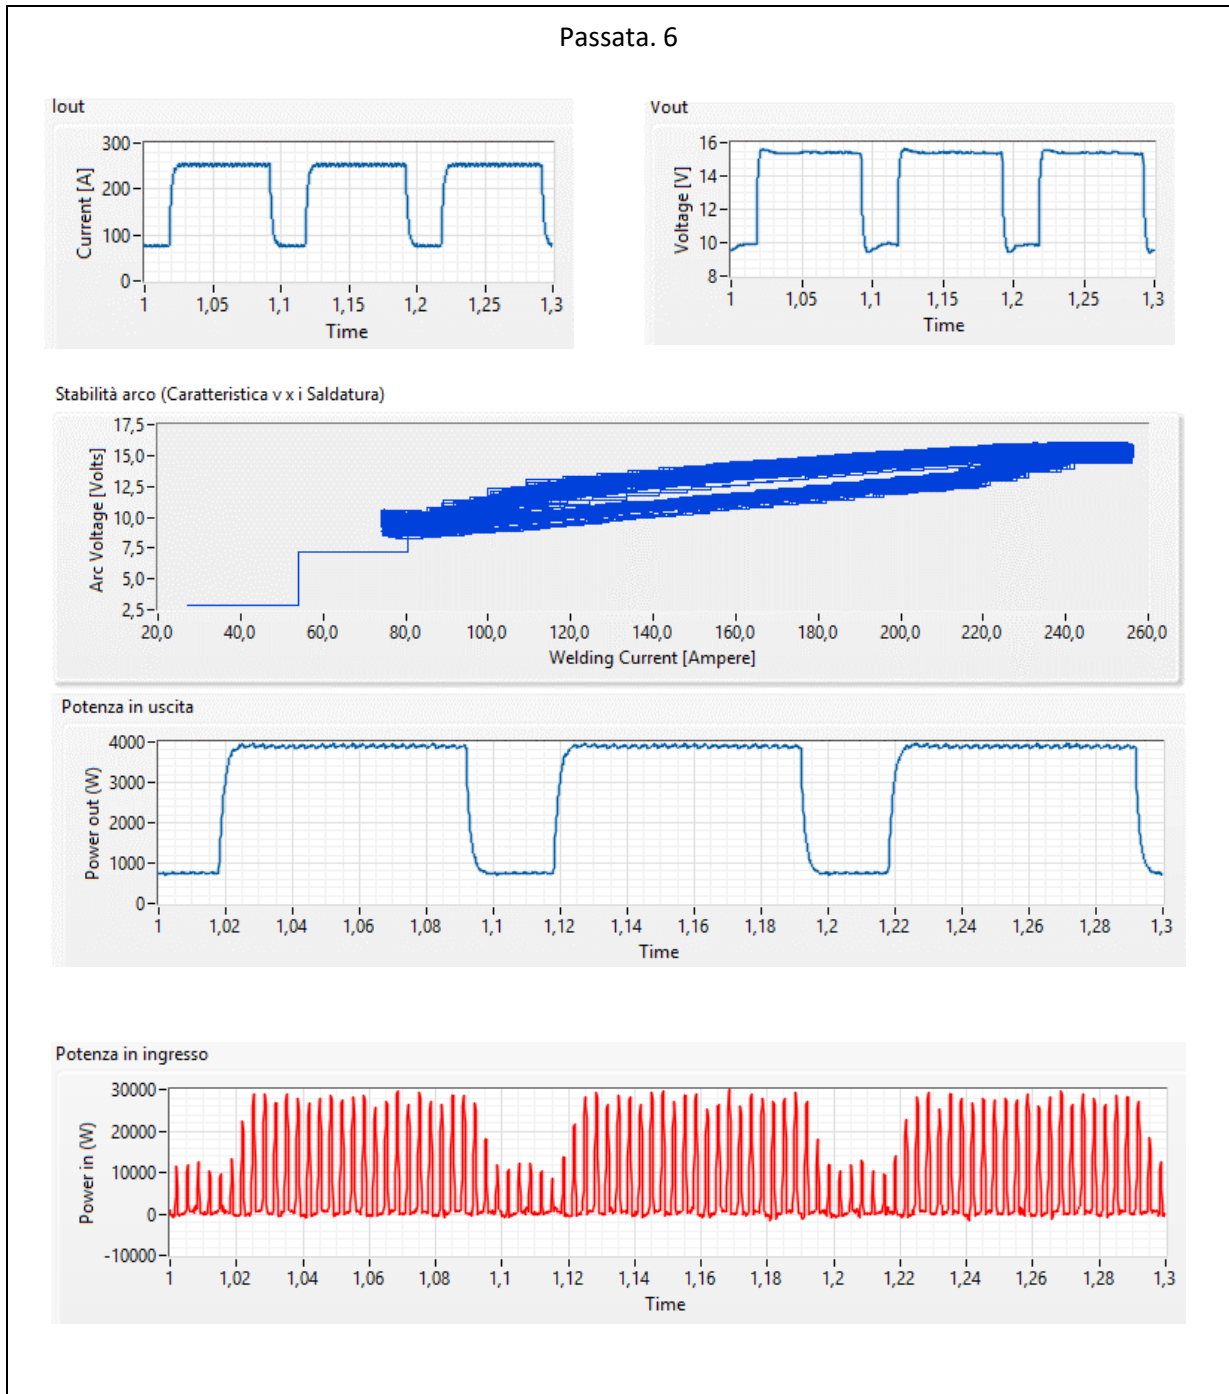 Passata. 6
Iout
Current [A]
300
200
100
0
1 1,05 1,1 1,15 1,2 1,25 1,3
Time
Vout
Voltage [V]
16
14
12
10
8
1 1,05 1,1 1,15 1,2 1,25 1,3
Time
Stabilità arco (Caratteristica v x i Saldatura)
Arc Voltage [Volts]
17,5
15,0
12,5
10,0
7,5
5,0
2,5
20,0 40,0 60,0 80,0 100,0 120,0 140,0 160,0 180,0 200,0 220,0 240,0 260,0
Welding Current [Ampere]
Potenza in uscita
Power out (W)
4000
3000
2000
1000
0
1 1,02 1,04 1,06 1,08 1,1 1,12 1,14 1,16 1,18 1,2 1,22 1,24 1,26 1,28 1,3
Time
Potenza in ingresso
Power in (W)
30000
20000
10000
0
-10000
1 1,02 1,04 1,06 1,08 1,1 1,12 1,14 1,16 1,18 1,2 1,22 1,24 1,26 1,28 1,3
Time